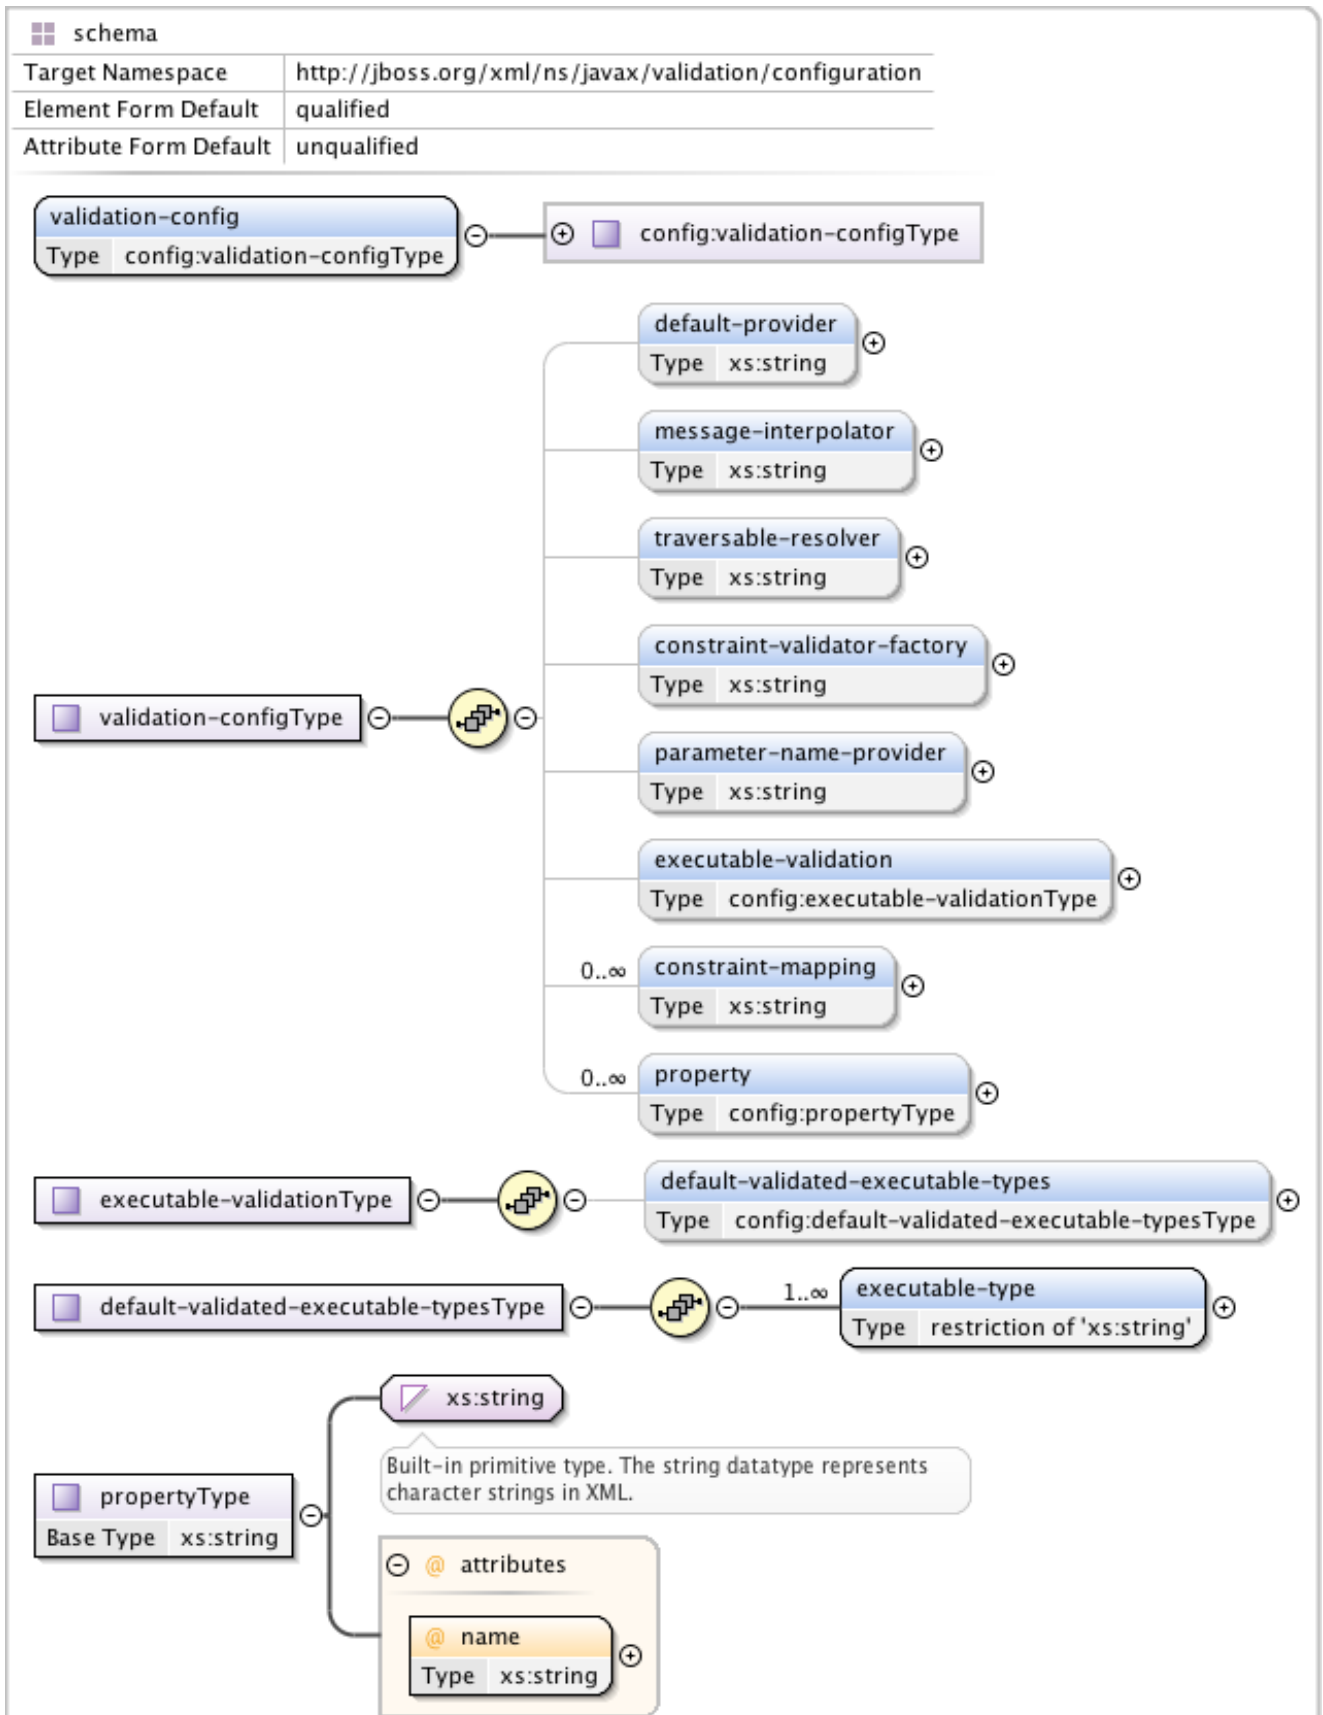 schema
Target Namespace http://jboss.org/xml/ns/javax/validation/configuration
Element Form Default qualified
Attribute Form Default unqualified
validation-config
Type config:validation-configType
config:validation-configType
default-provider
Type xs:string
message-interpolator
Type xs:string
traversable-resolver
Type xs:string
constraint-validator-factory
Type xs:string
validation-configType
parameter-name-provider
Type xs:string
executable-validation
Type config:executable-validationType
0..∞ constraint-mapping
Type xs:string
0..∞ property
Type config:propertyType
executable-validationType
default-validated-executable-types
Type config:default-validated-executable-typesType
default-validated-executable-typesType
1..∞ executable-type
Type restriction of 'xs:string'
xs:string
Built-in primitive type. The string datatype represents
character strings in XML.
propertyType
Base Type xs:string
@ attributes
@ name
Type xs:string